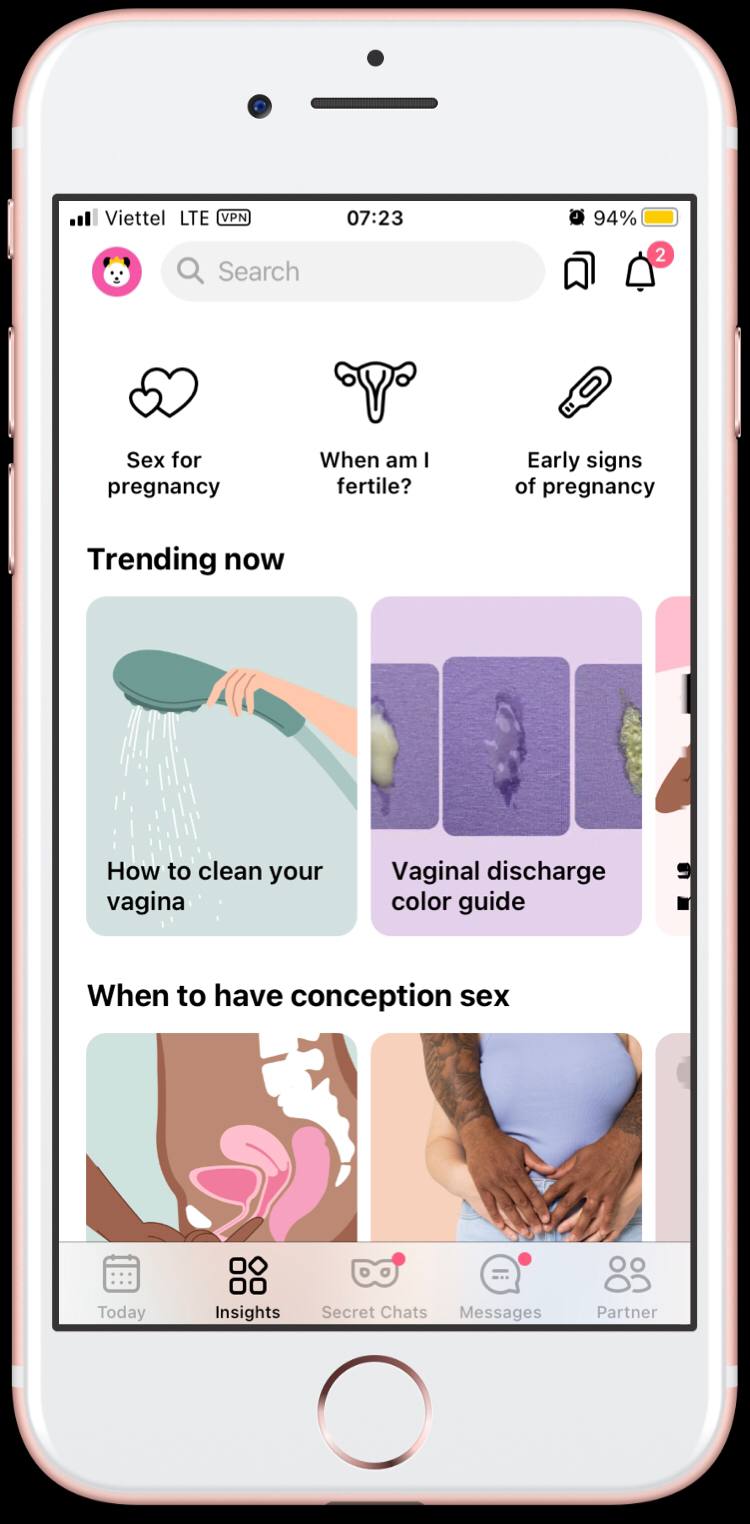 Viettel LTE VPN 07:23 94%
Search
2
Sex for
pregnancy
When am I
fertile?
Early signs
of pregnancy
Trending now
How to clean your
vagina
Vaginal discharge
color guide
When to have conception sex
Today
Insights
Secret Chats
Messages
Partner